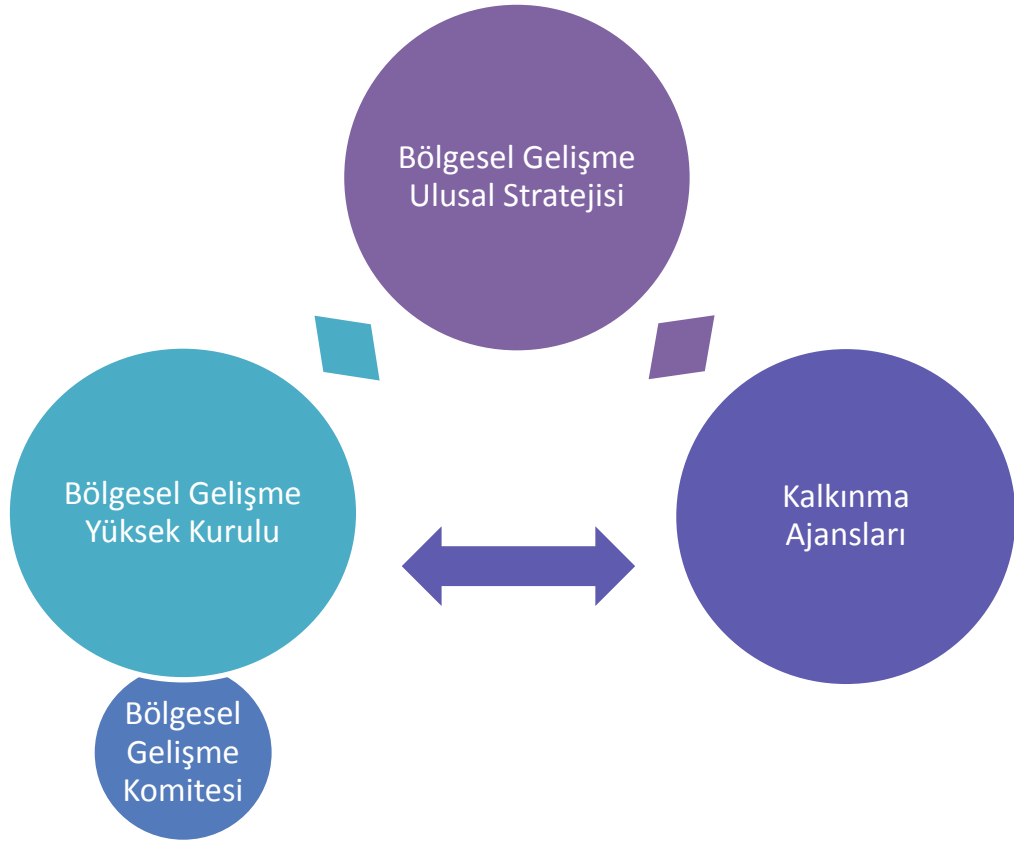 Bölgesel Gelişme
Ulusal Stratejisi
Bölgesel Gelişme
Yüksek Kurulu
Kalkınma
Ajansları
Bölgesel
Gelişme
Komitesi